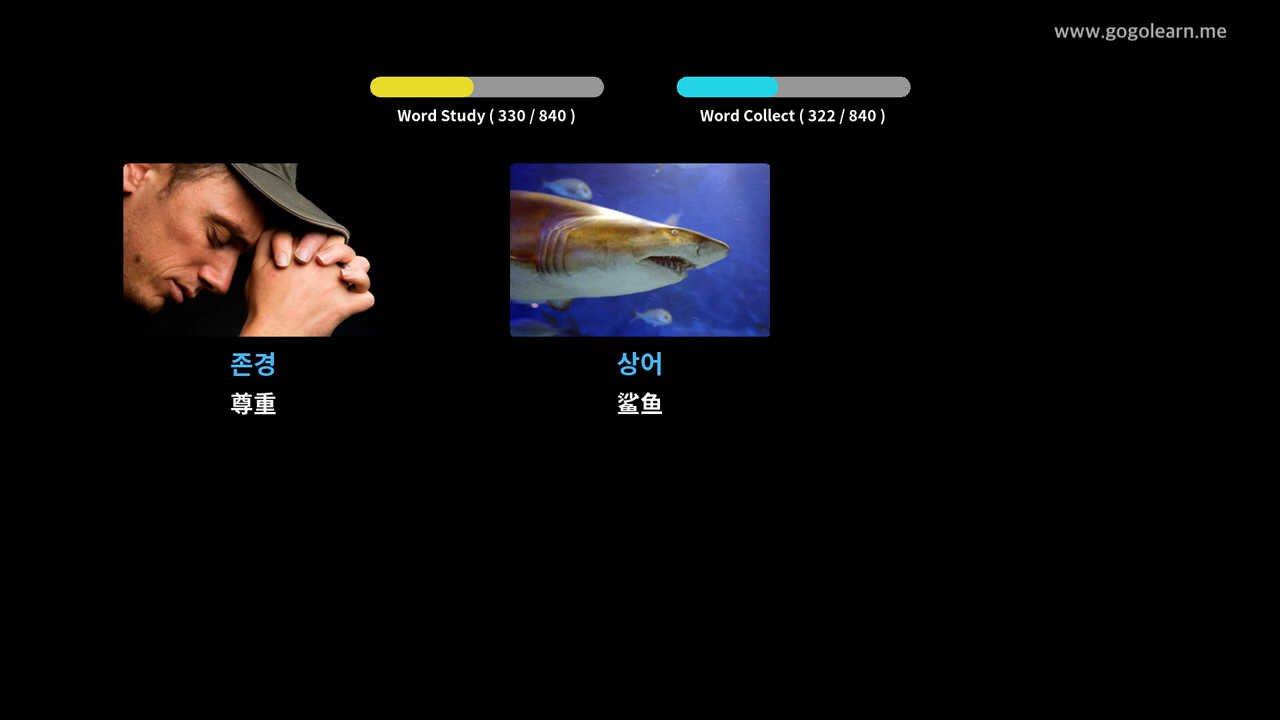 www.gogolearn.me
Word Study ( 330 / 840 )
Word Collect ( 322 / 840 )
존경
尊重
상어
鲨鱼